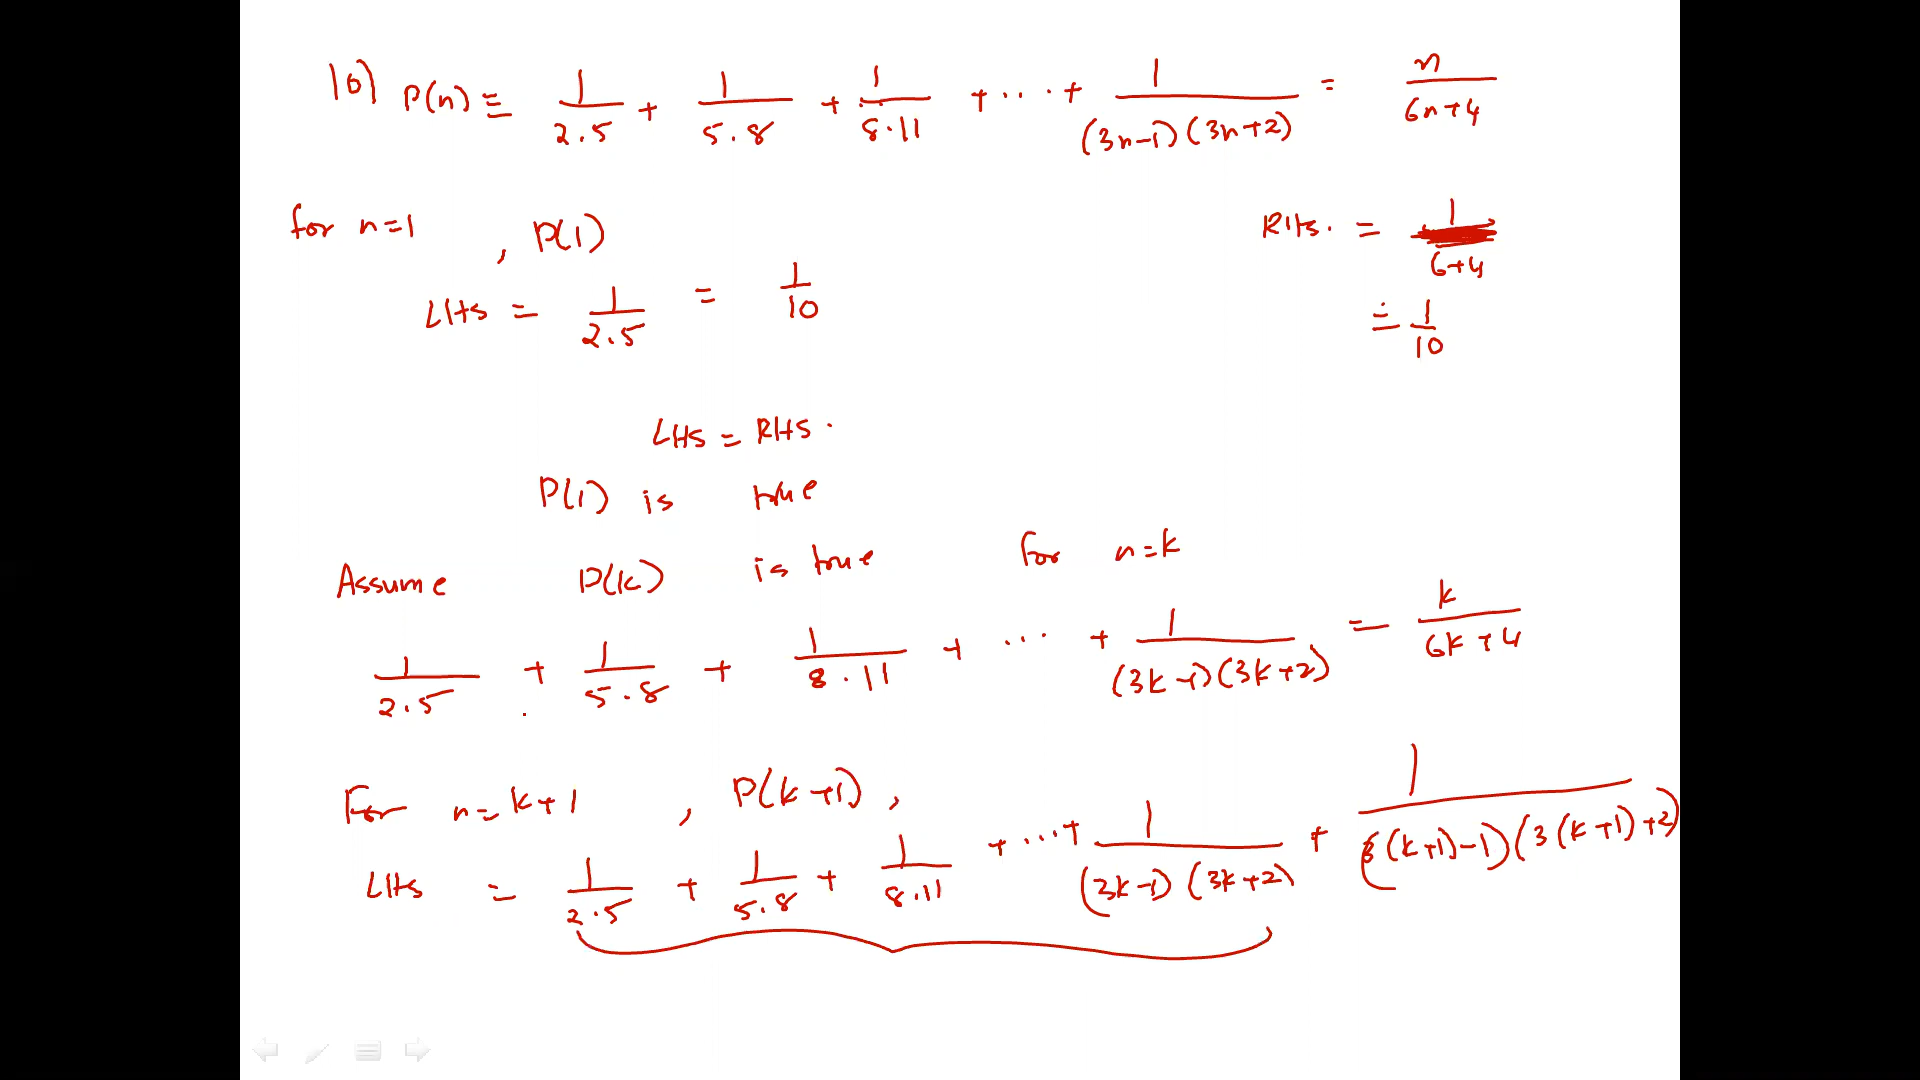 10) P(n) ≡ 1/2.5 + 1/5.8 + 1/8.11 + ... + 1/(3n-1)(3n+2) = n/6n+4
for n=1, P(1)
RHS. = 1/6+4
LHS = 1/2.5 = 1/10
= 1/10
LHS = RHS.
P(1) is true
Assume P(k) is true for n=k
1/2.5 + 1/5.8 + 1/8.11 + ... + 1/(3k-1)(3k+2) = k/6k+4
For n=k+1, P(k+1),
LHS = 1/2.5 + 1/5.8 + 1/8.11 + ... + 1/(3k-1)(3k+2) + 1/(3(k+1)-1)(3(k+1)+2)